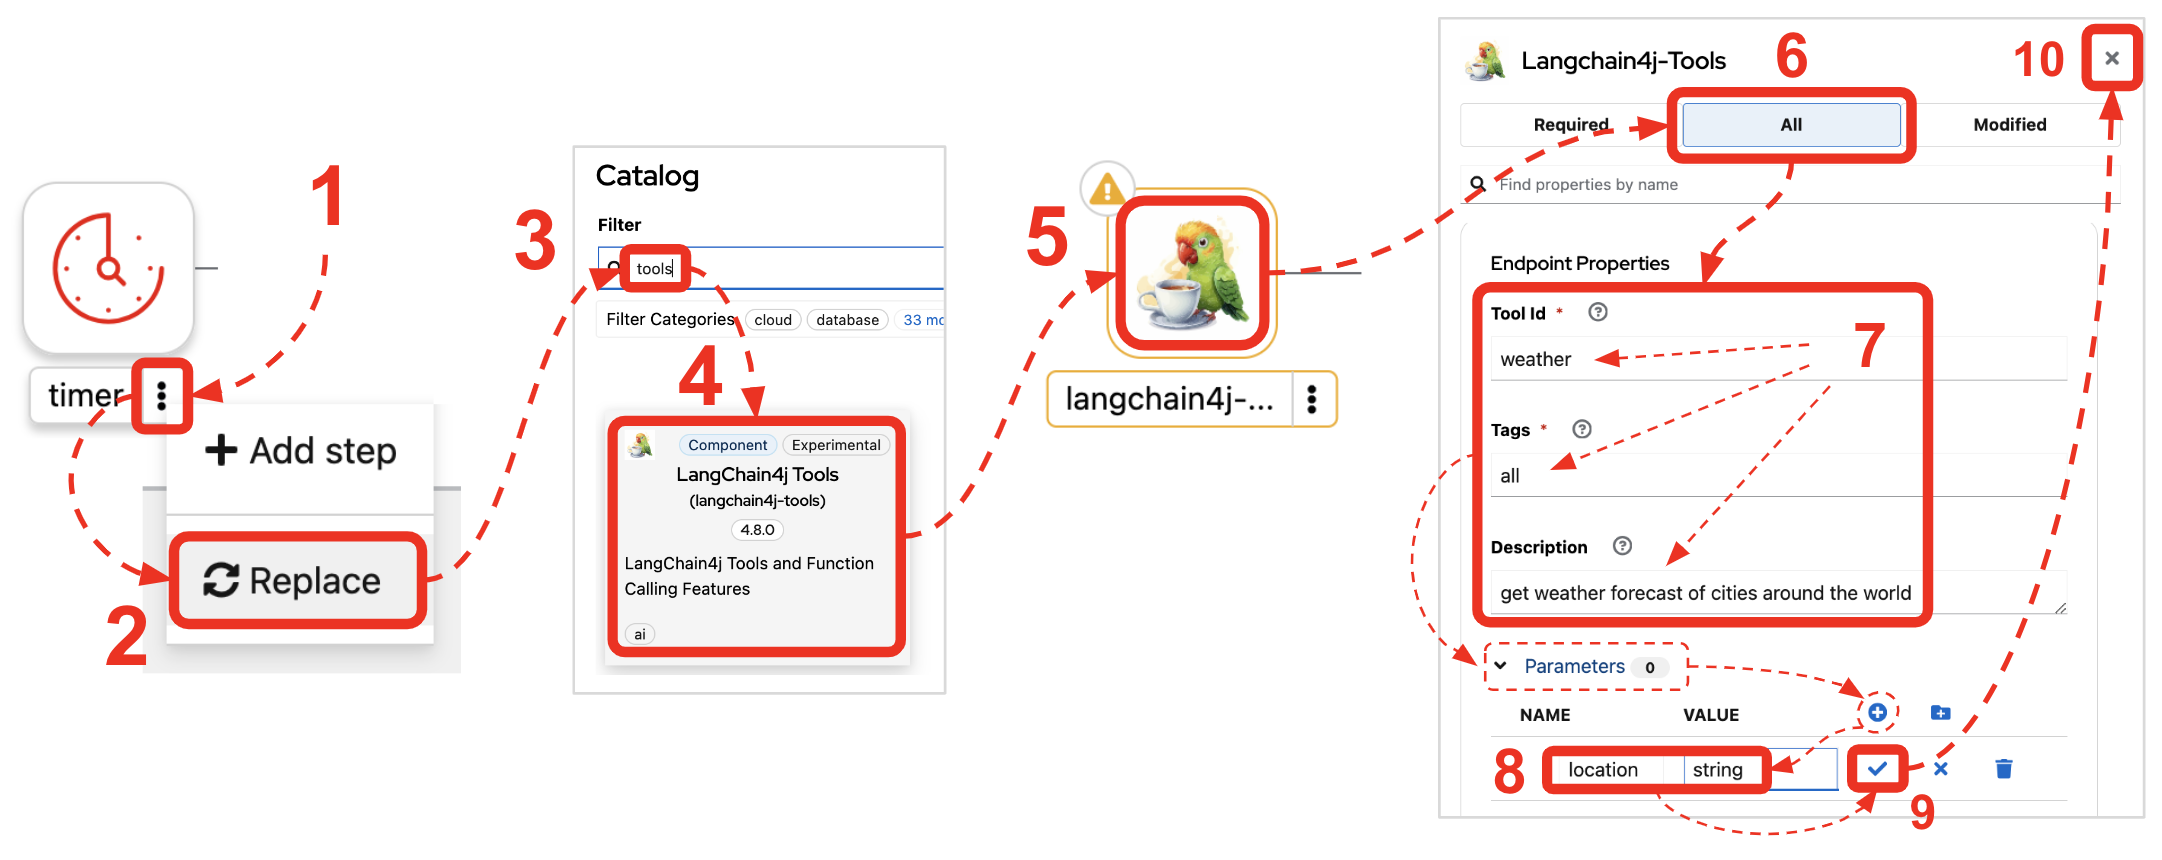 1
timer
+ Add step
Replace
2
3
Catalog
Filter
tools
Filter Categories cloud database
4
Component Experimental
LangChain4j Tools
(langchain4j-tools)
4.8.0
LangChain4j Tools and Function
Calling Features
ai
5
langchain4j-...
Langchain4j-Tools
6
10
Required All Modified
Find properties by name
Endpoint Properties
Tool Id *
weather
7
Tags *
all
Description
get weather forecast of cities around the world
Parameters 0
NAME VALUE
8
location string
9